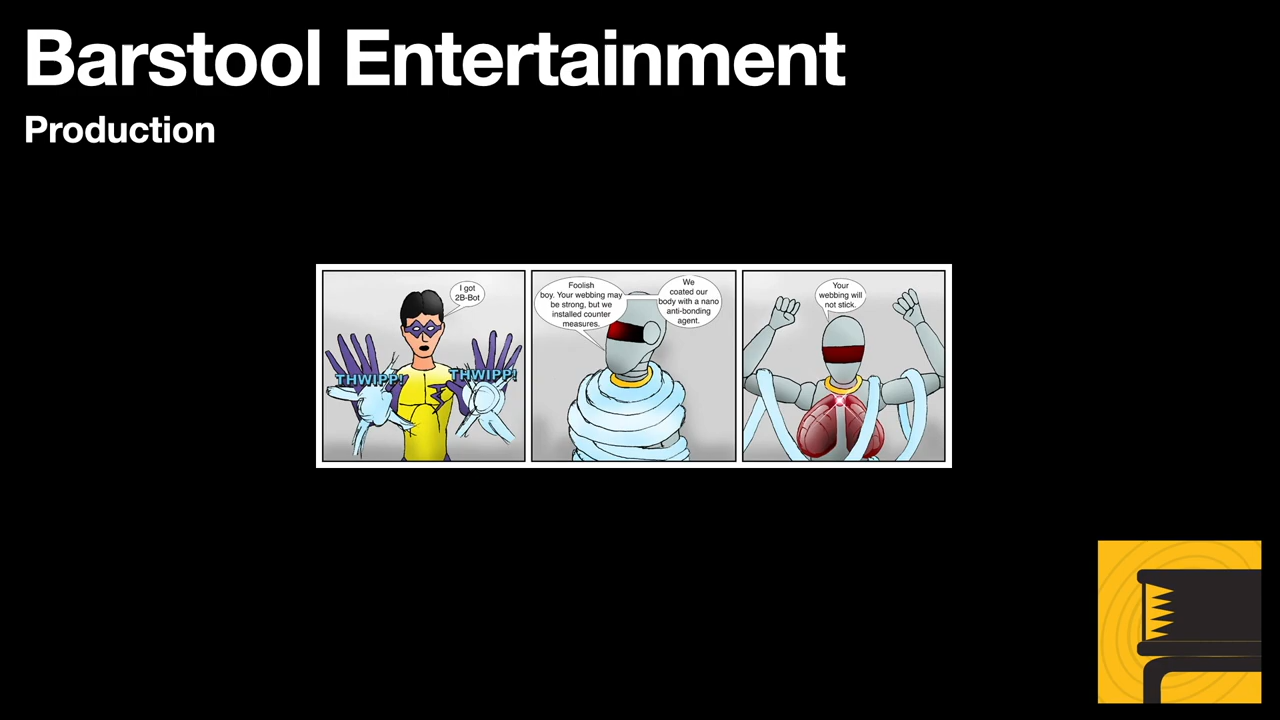 Barstool Entertainment
Production
I got
2B-Bot
THWIPP!
THWIPP!
Foolish
boy. Your webbing may
be strong, but we
installed counter
measures.
We
coated our
body with a nano
anti-bonding
agent.
Your
webbing will
not stick.